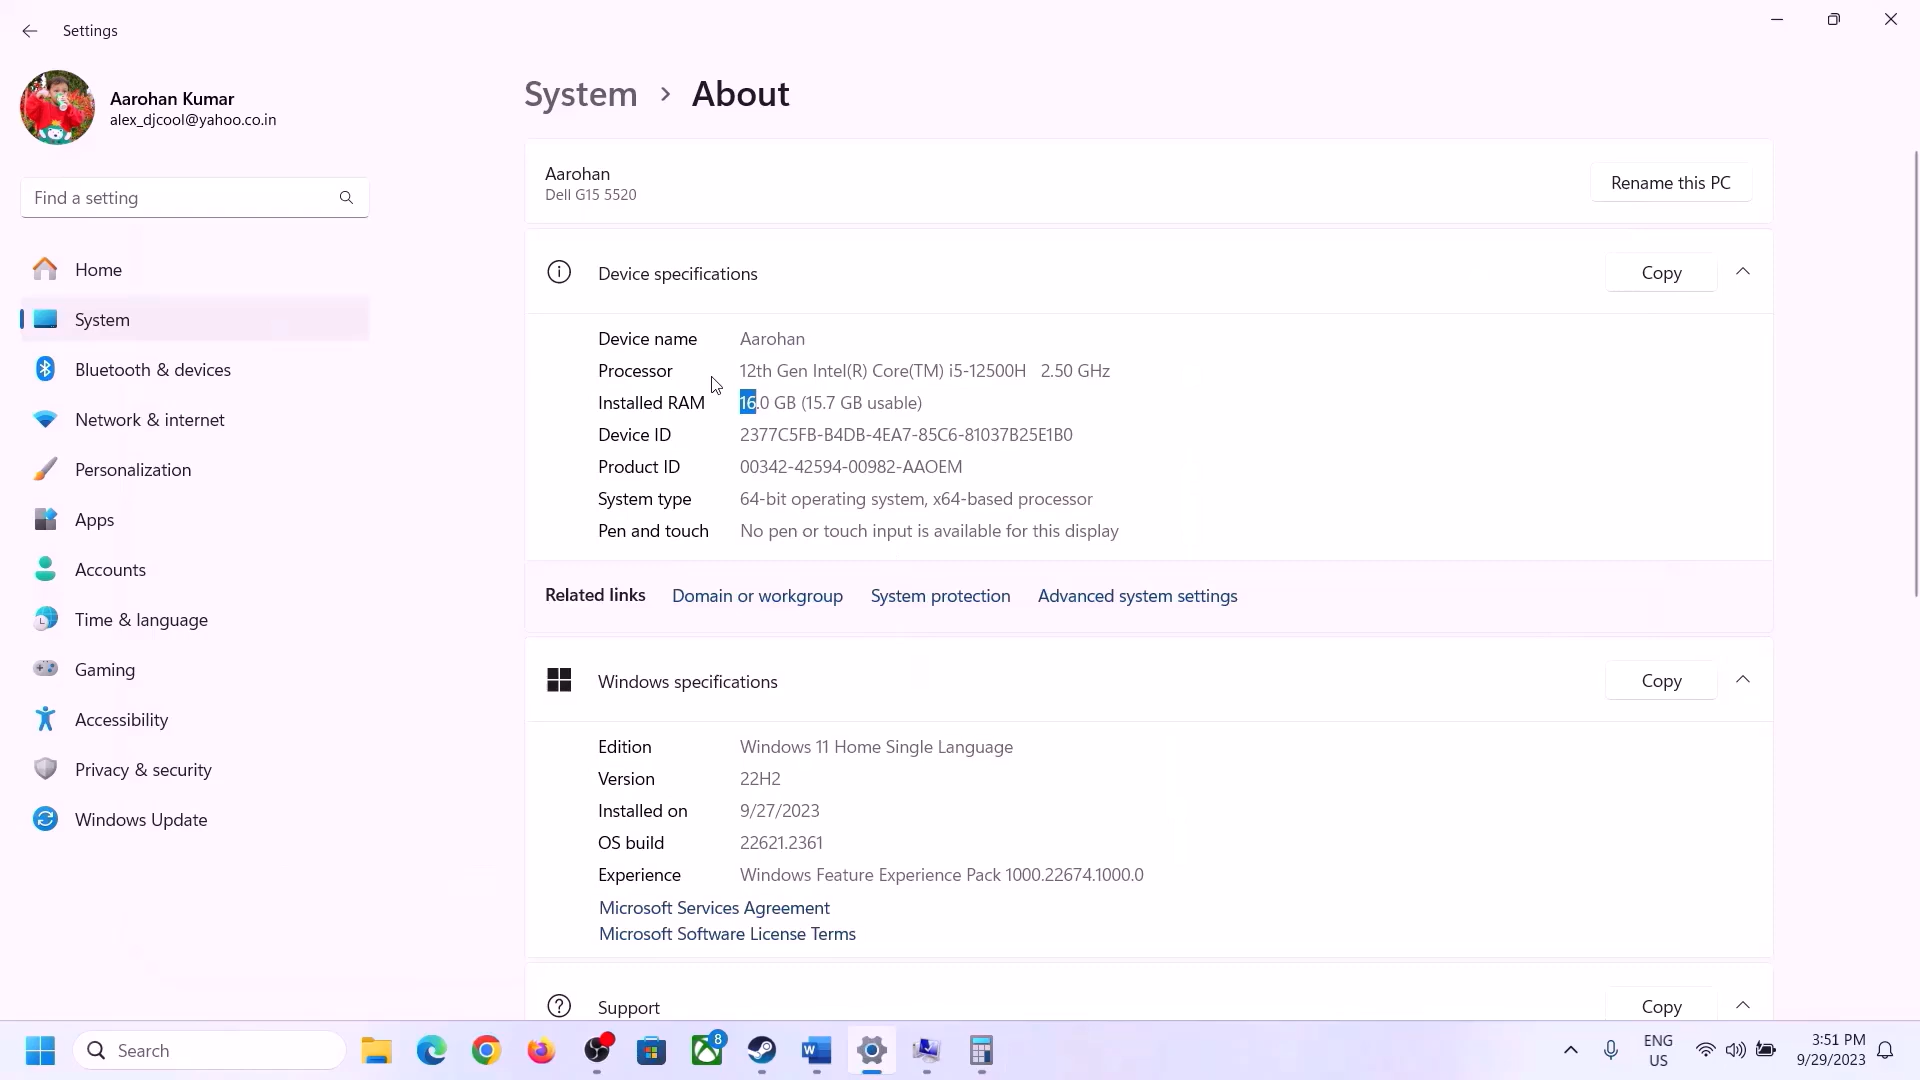 Settings
Aarohan Kumar
alex_djcool@yahoo.co.in
Find a setting
Home
System
Bluetooth & devices
Network & internet
Personalization
Apps
Accounts
Time & language
Gaming
Accessibility
Privacy & security
Windows Update
System > About
Aarohan
Dell G15 5520
Rename this PC
Device specifications
Copy
Device name Aarohan
Processor 12th Gen Intel(R) Core(TM) i5-12500H 2.50 GHz
Installed RAM 16.0 GB (15.7 GB usable)
Device ID 2377C5FB-B4DB-4EA7-85C6-81037B25E1B0
Product ID 00342-42594-00982-AAOEM
System type 64-bit operating system, x64-based processor
Pen and touch No pen or touch input is available for this display
Related links Domain or workgroup System protection Advanced system settings
Windows specifications
Copy
Edition Windows 11 Home Single Language
Version 22H2
Installed on 9/27/2023
OS build 22621.2361
Experience Windows Feature Experience Pack 1000.22674.1000.0
Microsoft Services Agreement
Microsoft Software License Terms
Support
Copy
Search
8
W
ENG
US
3:51 PM
9/29/2023